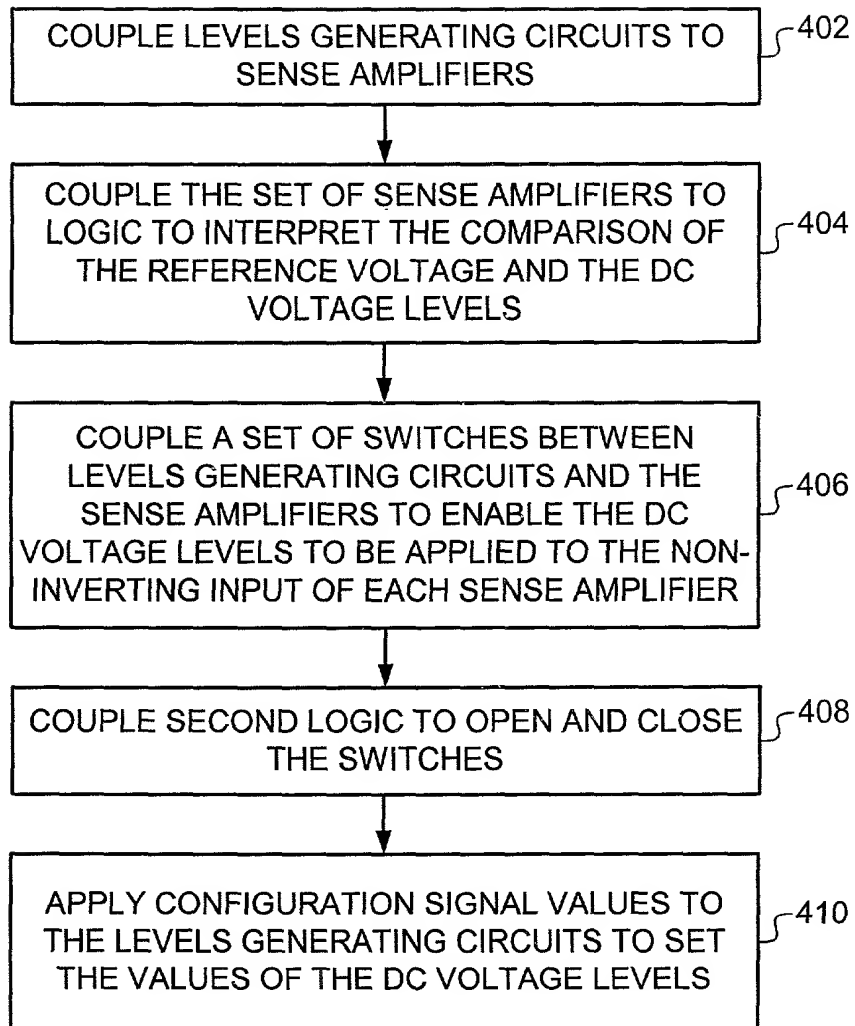 COUPLE LEVELS GENERATING CIRCUITS TO
SENSE AMPLIFIERS
402
COUPLE THE SET OF SENSE AMPLIFIERS TO
LOGIC TO INTERPRET THE COMPARISON OF
THE REFERENCE VOLTAGE AND THE DC
VOLTAGE LEVELS
404
COUPLE A SET OF SWITCHES BETWEEN
LEVELS GENERATING CIRCUITS AND THE
SENSE AMPLIFIERS TO ENABLE THE DC
VOLTAGE LEVELS TO BE APPLIED TO THE NON-
INVERTING INPUT OF EACH SENSE AMPLIFIER
406
COUPLE SECOND LOGIC TO OPEN AND CLOSE
THE SWITCHES
408
APPLY CONFIGURATION SIGNAL VALUES TO
THE LEVELS GENERATING CIRCUITS TO SET
THE VALUES OF THE DC VOLTAGE LEVELS
410